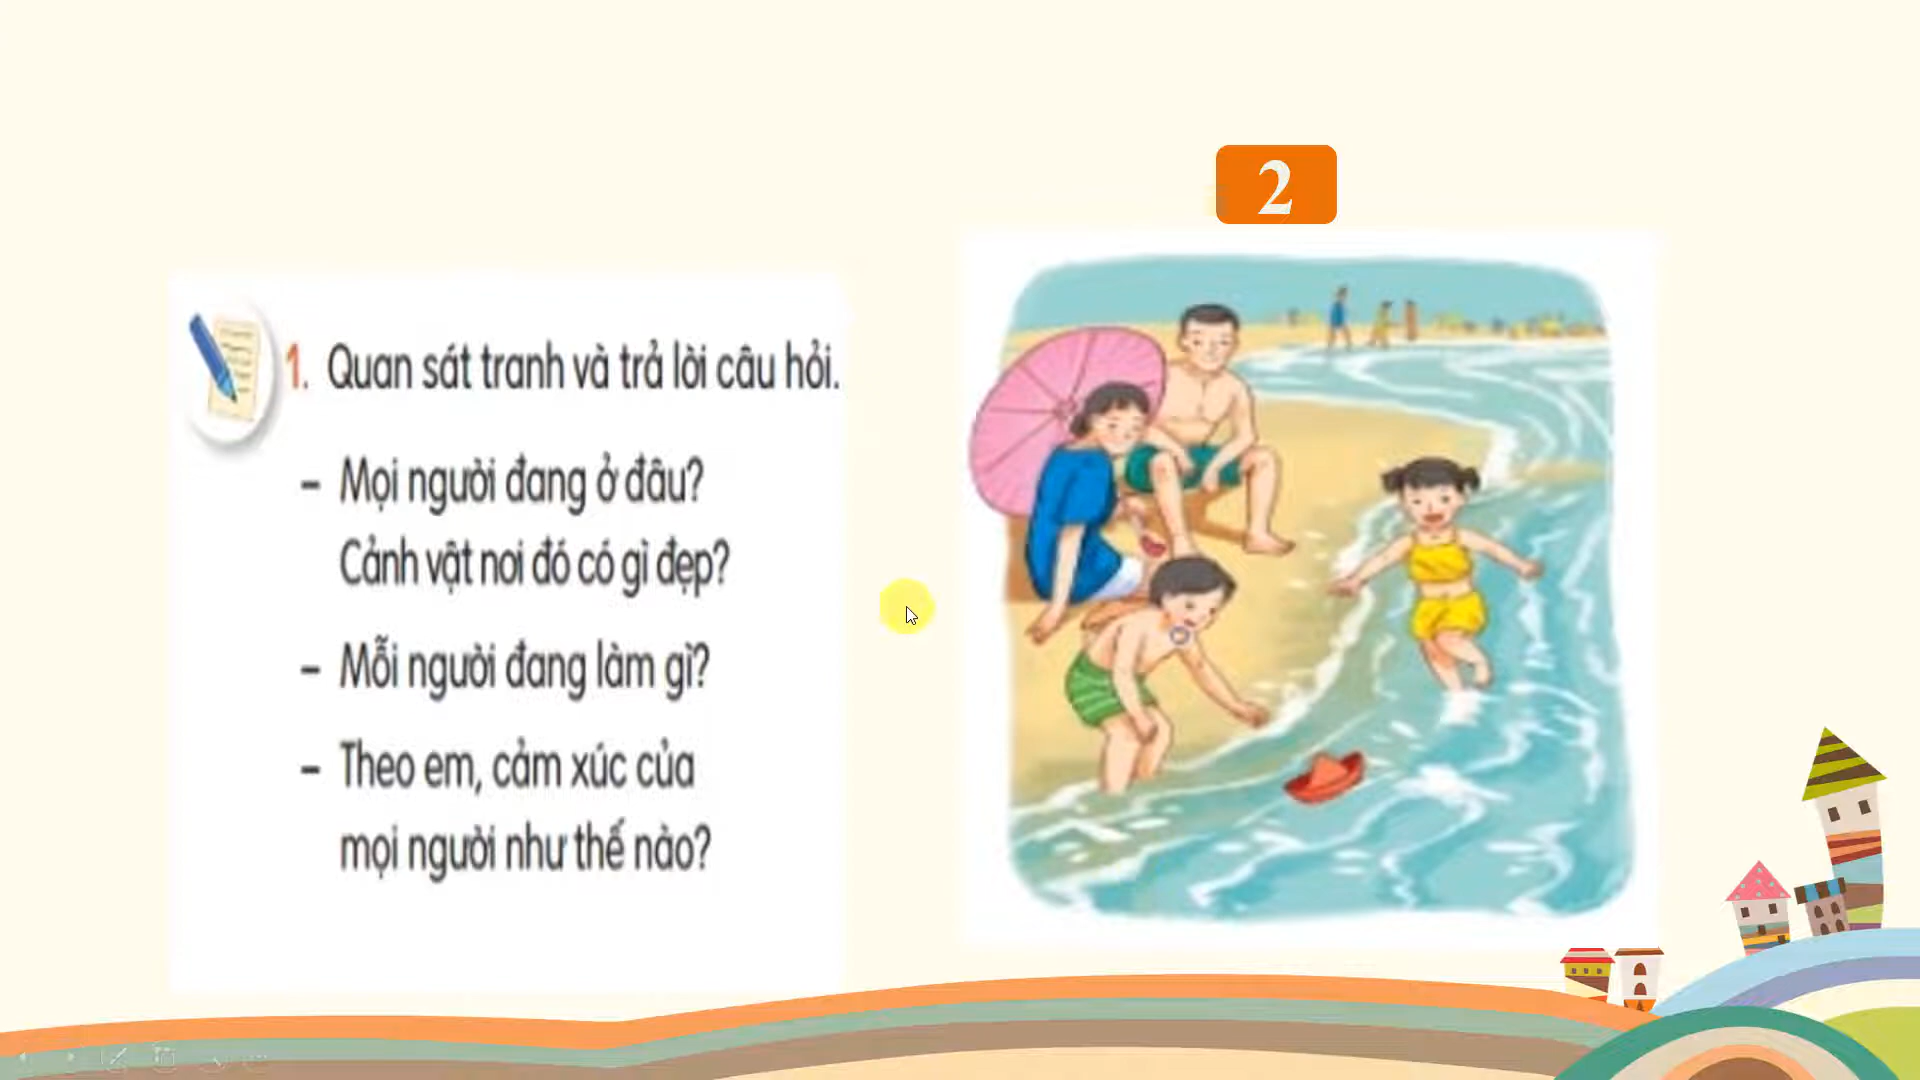 2
1. Quan sát tranh và trả lời câu hỏi.
– Mọi người đang ở đâu?
Cảnh vật nơi đó có gì đẹp?
– Mỗi người đang làm gì?
– Theo em, cảm xúc của
mọi người như thế nào?